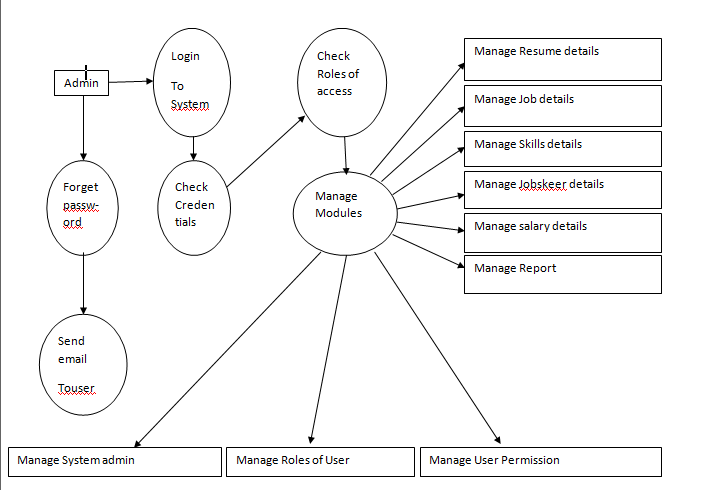 Admin
Login
To
System
Check
Roles of
access
Manage Resume details
Manage Job details
Manage Skills details
Manage Jobskeer details
Manage salary details
Manage Report
Forget
passw-
ord
Check
Creden
tials
Manage
Modules
Send
email
Touser
Manage System admin
Manage Roles of User
Manage User Permission